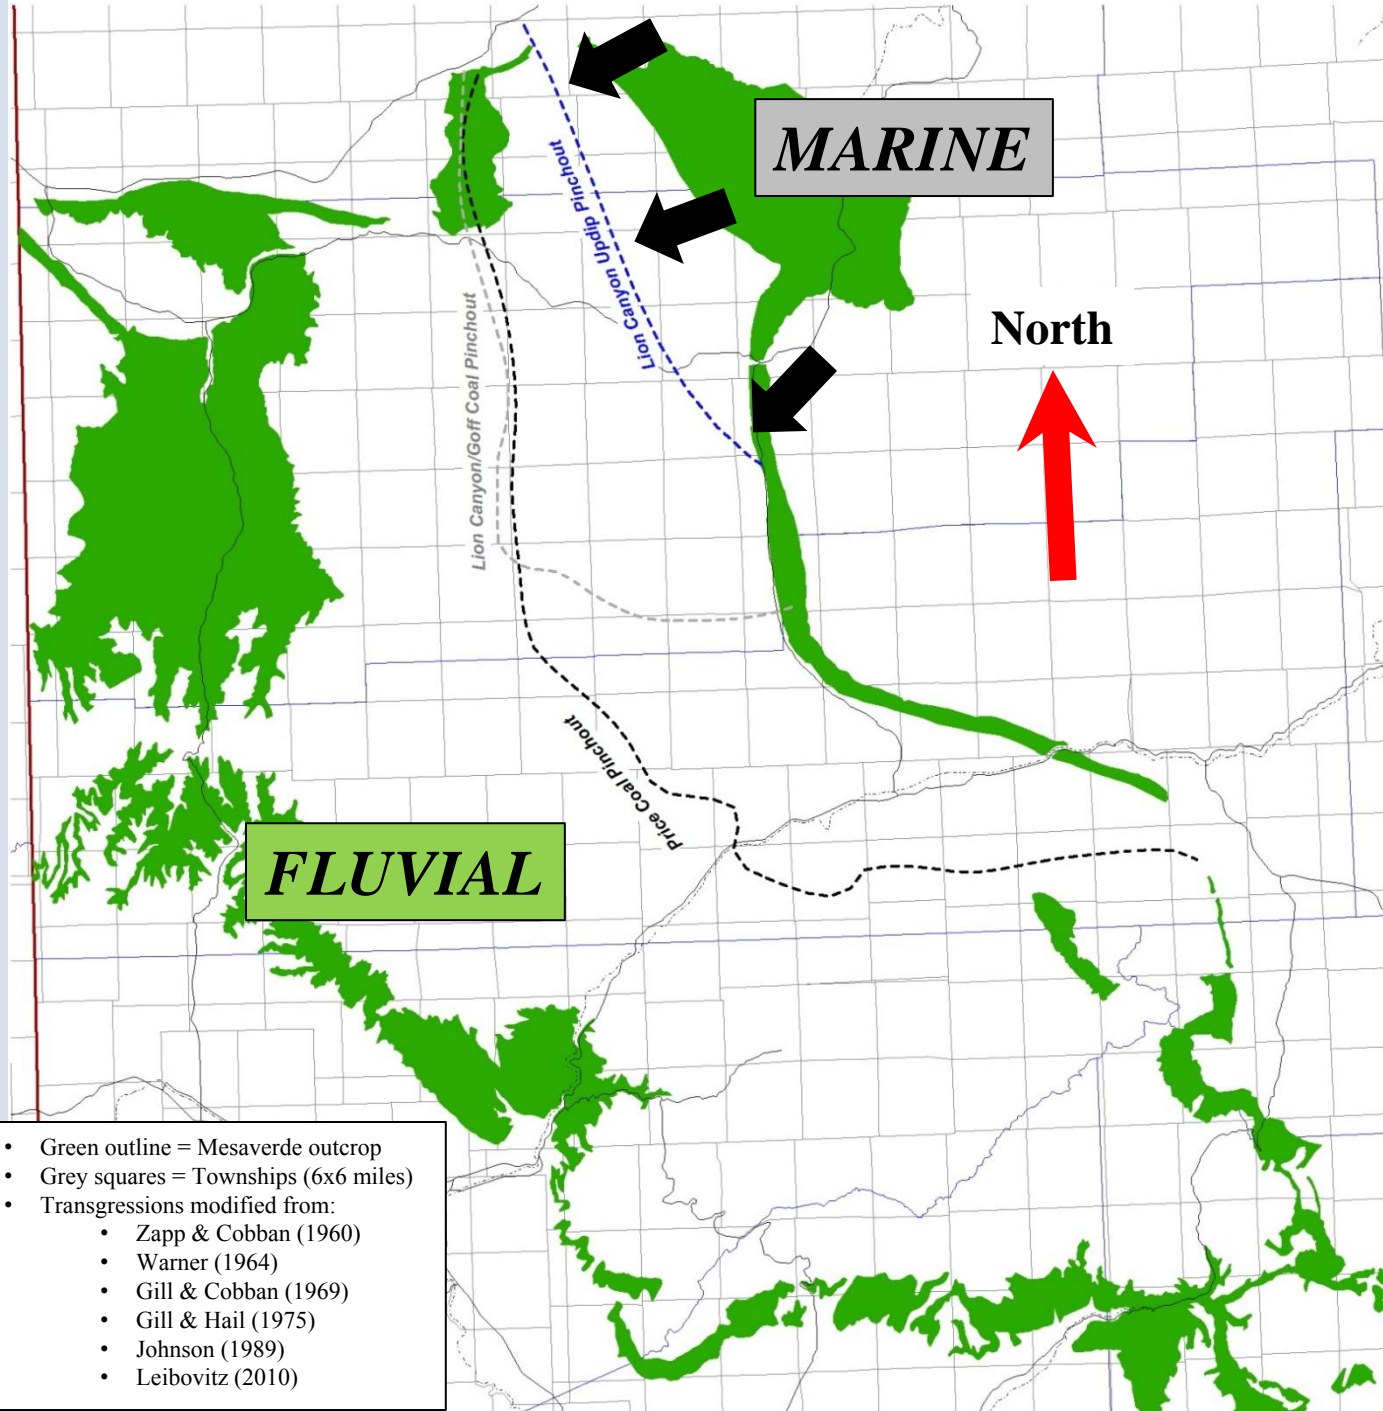 MARINE
Lion Canyon Updip Pinchout
North
Lion Canyon/Goff Coal Pinchout
Price Coal Pinchout
FLUVIAL
• Green outline = Mesaverde outcrop
• Grey squares = Townships (6x6 miles)
• Transgressions modified from:
• Zapp & Cobban (1960)
• Warner (1964)
• Gill & Cobban (1969)
• Gill & Hail (1975)
• Johnson (1989)
• Leibovitz (2010)